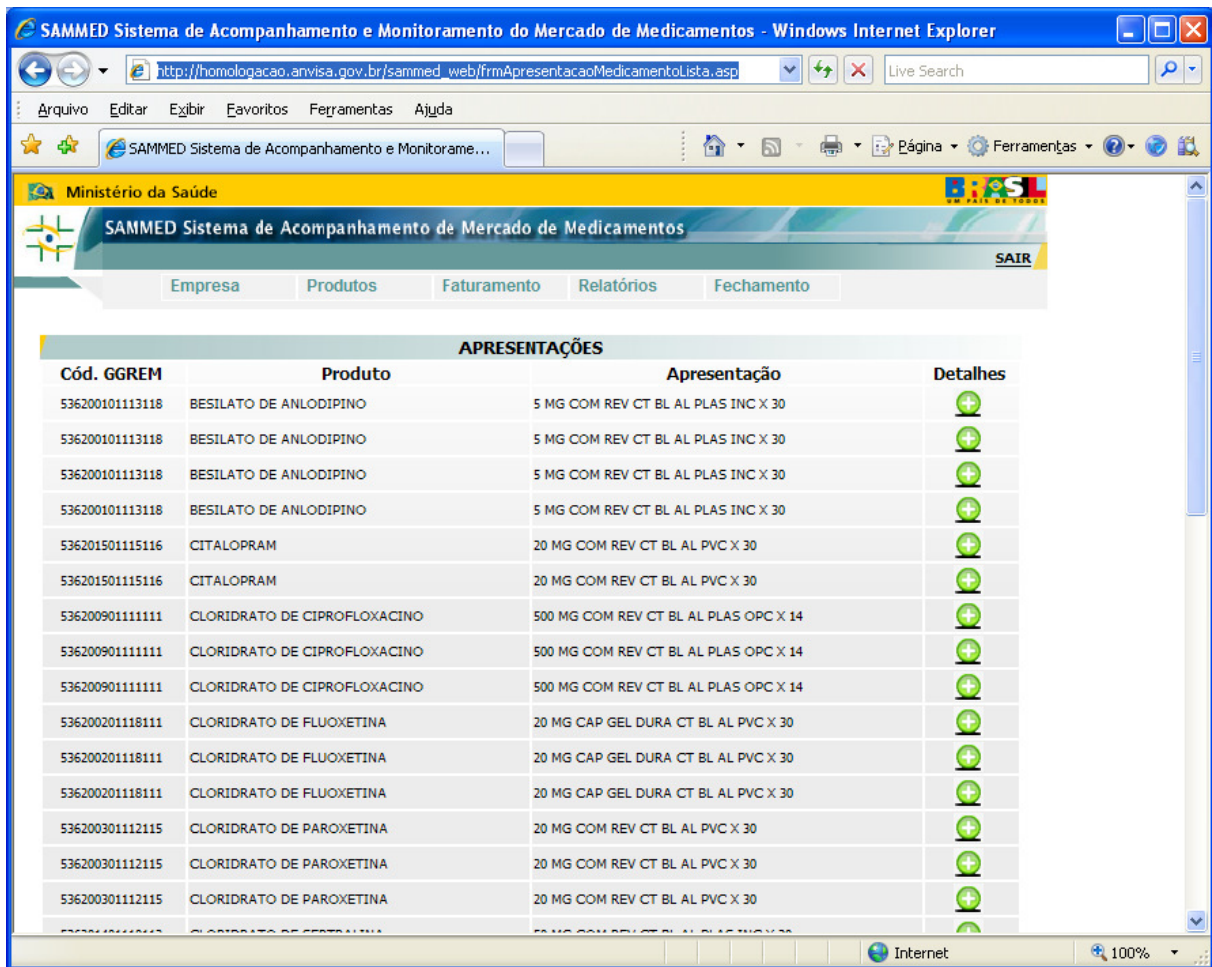 SAMMED Sistema de Acompanhamento e Monitoramento do Mercado de Medicamentos - Windows Internet Explorer
http://homologacao.anvisa.gov.br/sammed_web/frmApresentacaoMedicamentoLista.asp Live Search
Arquivo Editar Exibir Favoritos Ferramentas Ajuda
SAMMED Sistema de Acompanhamento e Monitorame... Página Ferramentas
Ministério da Saúde BRASIL
UM PAÍS DE TODOS
SAMMED Sistema de Acompanhamento de Mercado de Medicamentos
SAIR
Empresa Produtos Faturamento Relatórios Fechamento
APRESENTAÇÕES
Cód. GGREM Produto Apresentação Detalhes
536200101113118 BESILATO DE ANLODIPINO 5 MG COM REV CT BL AL PLAS INC X 30
536200101113118 BESILATO DE ANLODIPINO 5 MG COM REV CT BL AL PLAS INC X 30
536200101113118 BESILATO DE ANLODIPINO 5 MG COM REV CT BL AL PLAS INC X 30
536200101113118 BESILATO DE ANLODIPINO 5 MG COM REV CT BL AL PLAS INC X 30
536201501115116 CITALOPRAM 20 MG COM REV CT BL AL PVC X 30
536201501115116 CITALOPRAM 20 MG COM REV CT BL AL PVC X 30
536200901111111 CLORIDRATO DE CIPROFLOXACINO 500 MG COM REV CT BL AL PLAS OPC X 14
536200901111111 CLORIDRATO DE CIPROFLOXACINO 500 MG COM REV CT BL AL PLAS OPC X 14
536200901111111 CLORIDRATO DE CIPROFLOXACINO 500 MG COM REV CT BL AL PLAS OPC X 14
536200201118111 CLORIDRATO DE FLUOXETINA 20 MG CAP GEL DURA CT BL AL PVC X 30
536200201118111 CLORIDRATO DE FLUOXETINA 20 MG CAP GEL DURA CT BL AL PVC X 30
536200201118111 CLORIDRATO DE FLUOXETINA 20 MG CAP GEL DURA CT BL AL PVC X 30
536200301112115 CLORIDRATO DE PAROXETINA 20 MG COM REV CT BL AL PVC X 30
536200301112115 CLORIDRATO DE PAROXETINA 20 MG COM REV CT BL AL PVC X 30
536200301112115 CLORIDRATO DE PAROXETINA 20 MG COM REV CT BL AL PVC X 30
Internet 100%